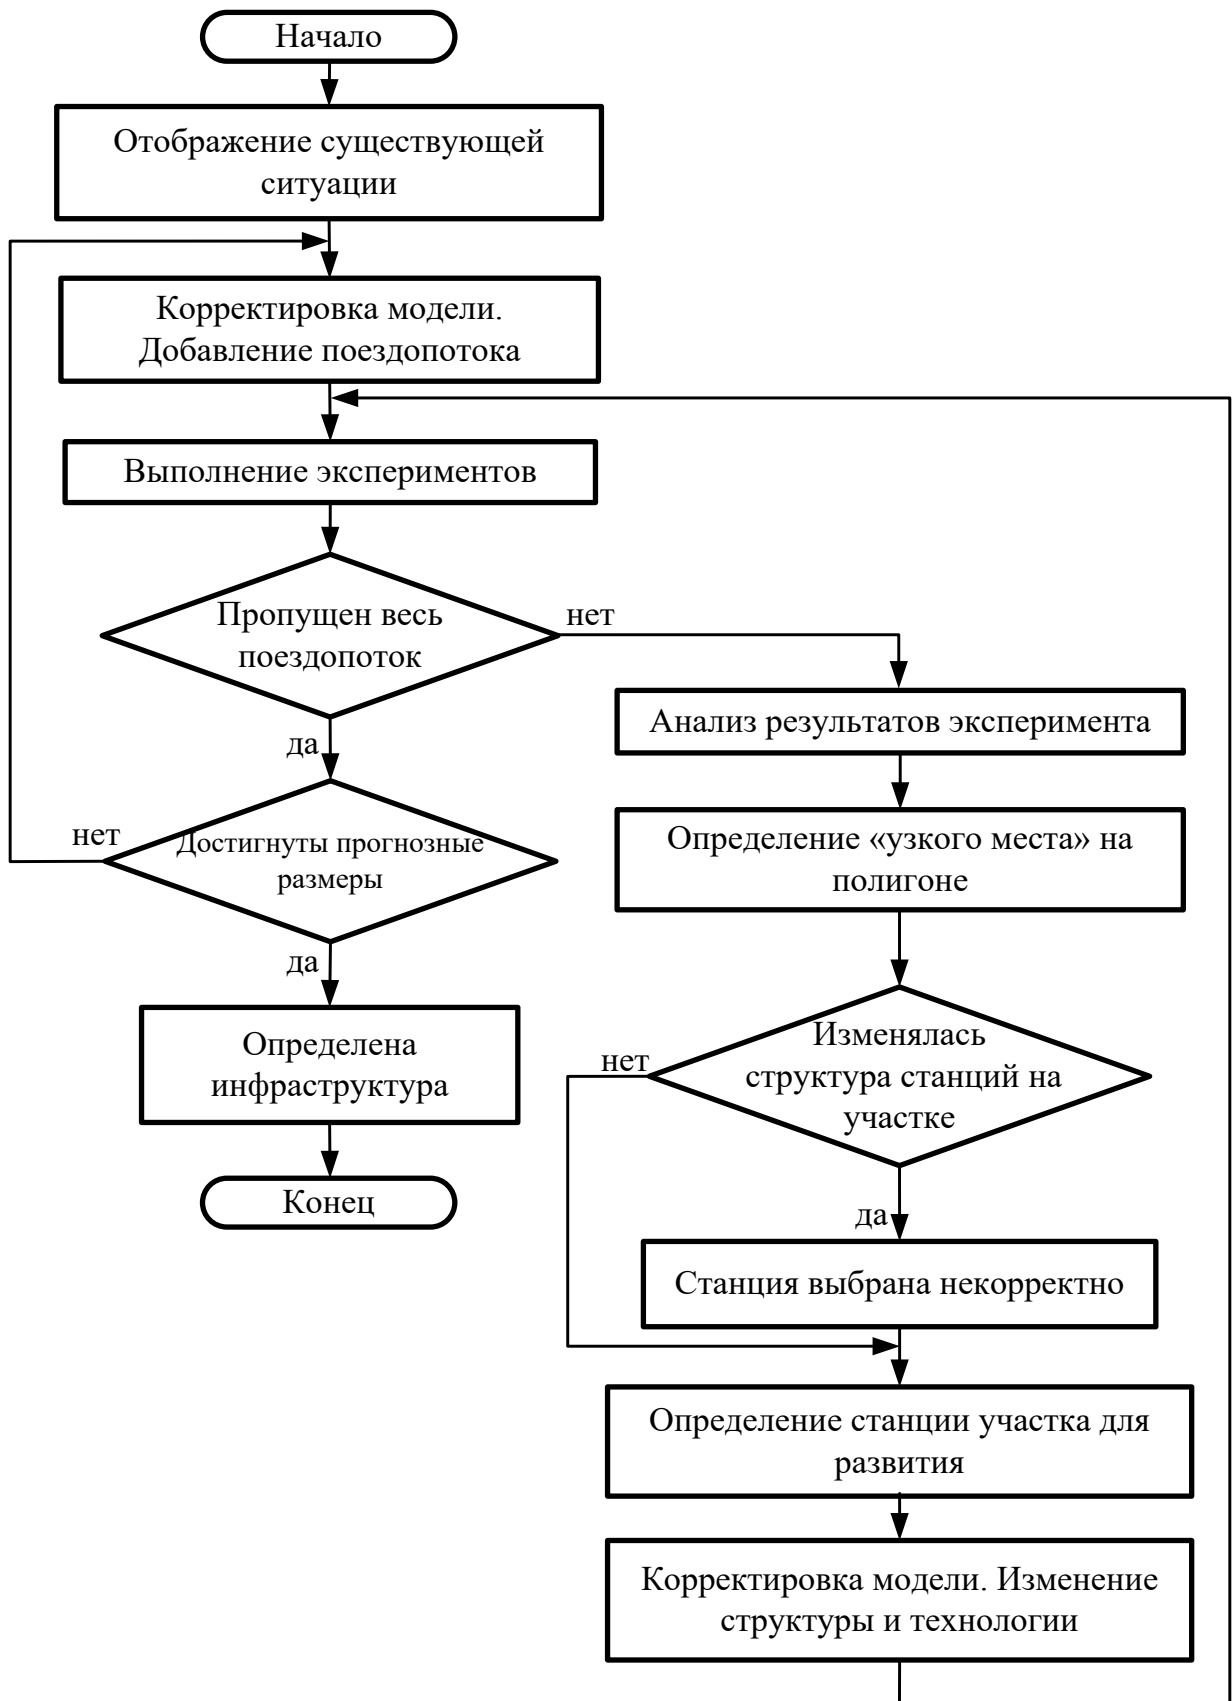 Начало
Отображение существующей
ситуации
Корректировка модели.
Добавление поездопотока
Выполнение экспериментов
Пропущен весь
поездопоток
нет
да
Анализ результатов эксперимента
Достигнуты прогнозные
размеры
нет
да
Определение «узкого места» на
полигоне
Определена
инфраструктура
Изменялась
структура станций на
участке
нет
да
Конец
Станция выбрана некорректно
Определение станции участка для
развития
Корректировка модели. Изменение
структуры и технологии